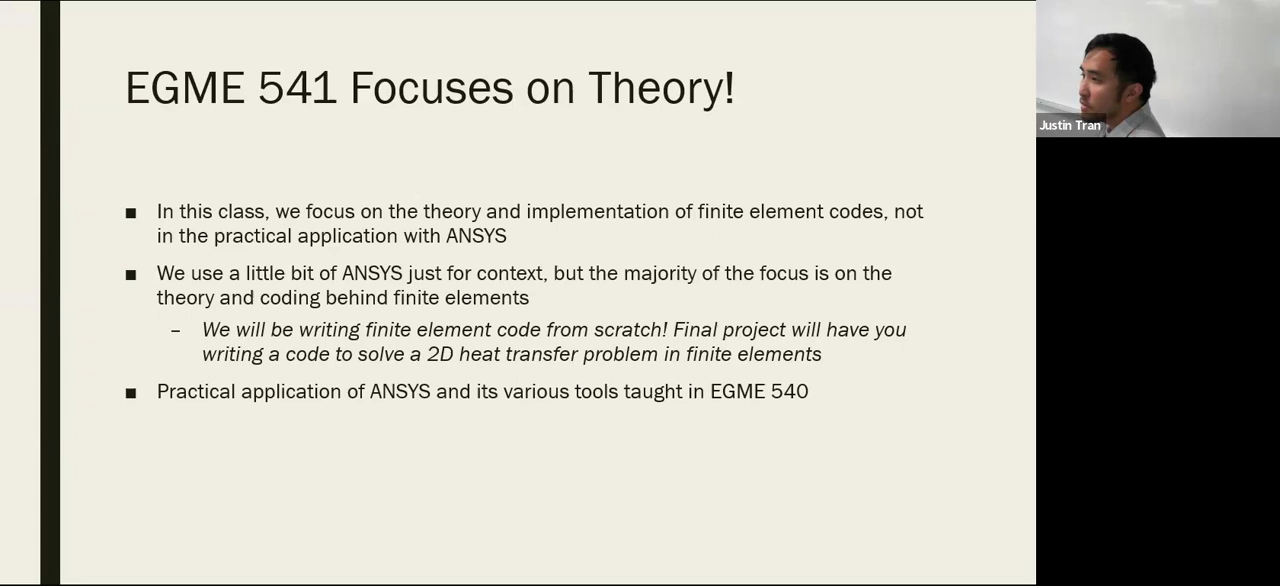 EGME 541 Focuses on Theory!
■ In this class, we focus on the theory and implementation of finite element codes, not
in the practical application with ANSYS
■ We use a little bit of ANSYS just for context, but the majority of the focus is on the
theory and coding behind finite elements
– We will be writing finite element code from scratch! Final project will have you
writing a code to solve a 2D heat transfer problem in finite elements
■ Practical application of ANSYS and its various tools taught in EGME 540
Justin Tran